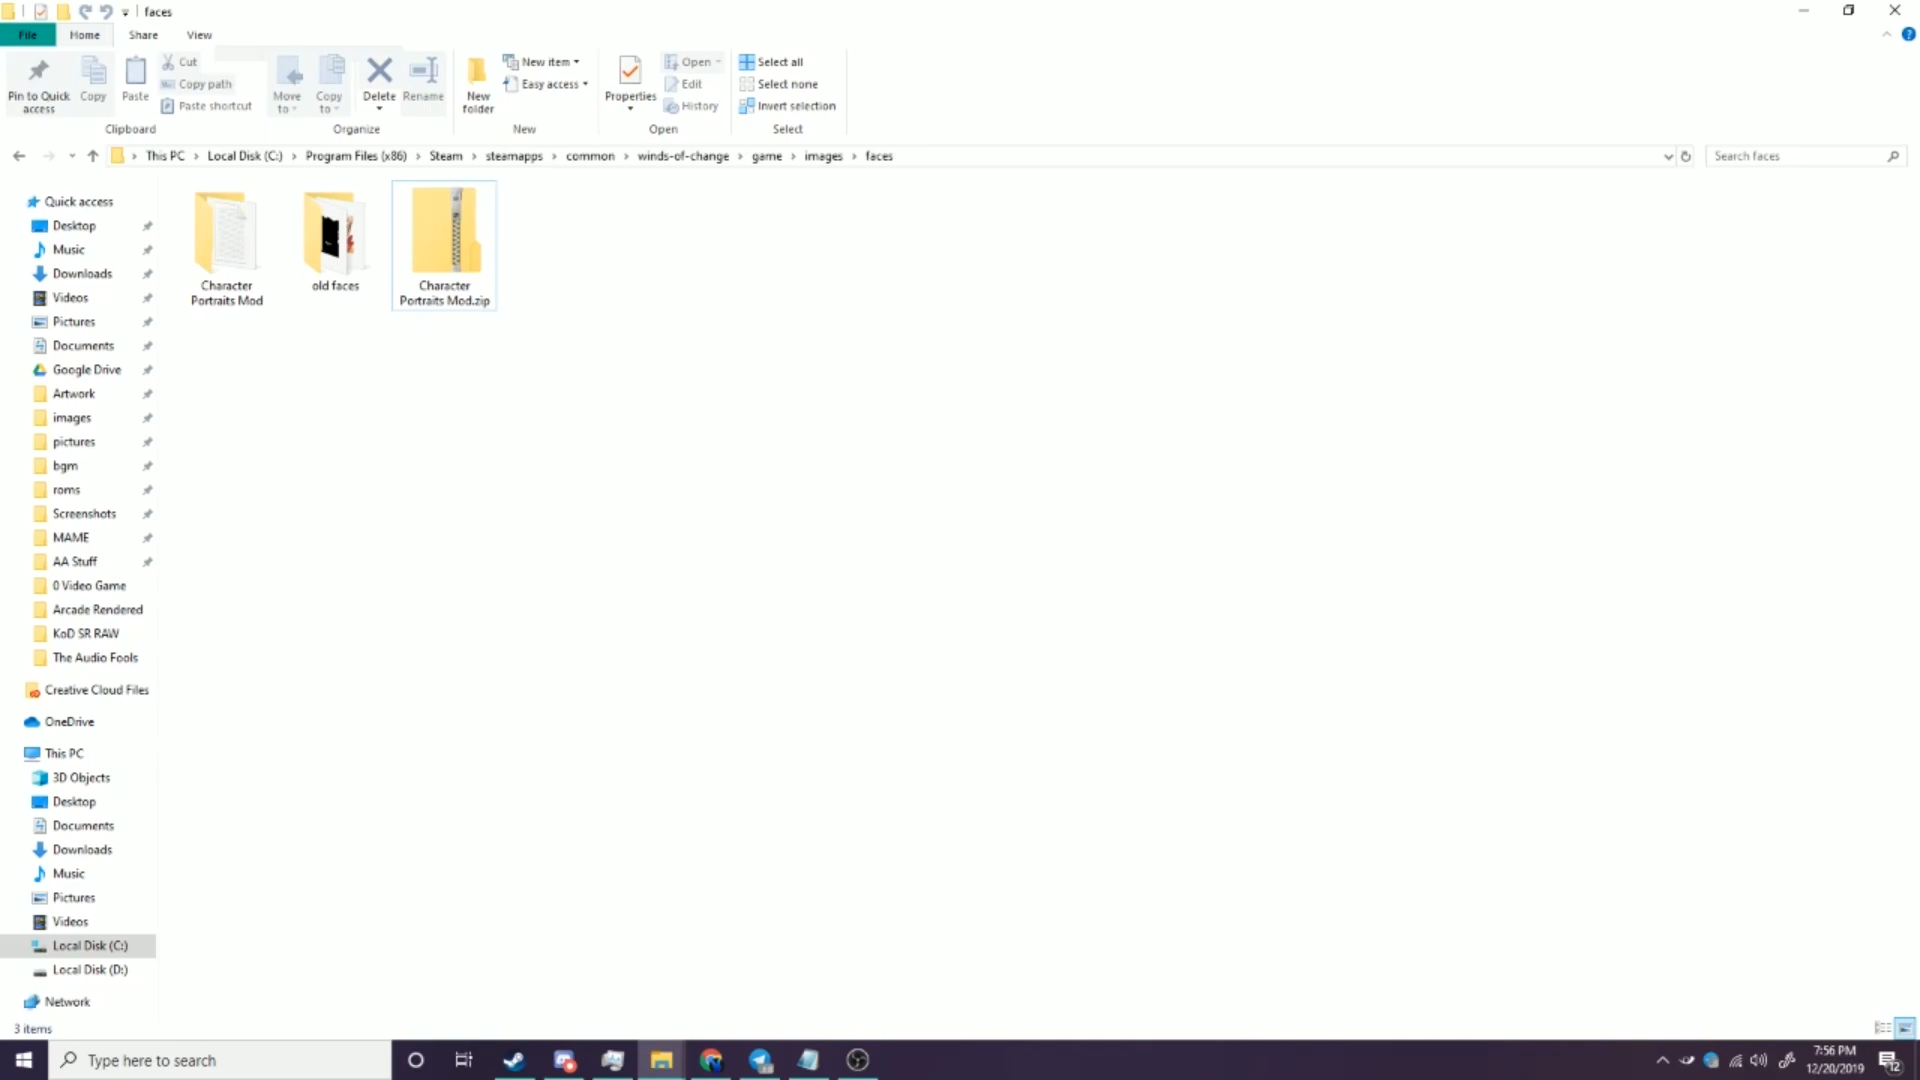 faces
File Home Share View
Pin to Quick access
Copy
Paste
Cut
Copy path
Paste shortcut
Clipboard
Move to
Copy to
Delete
Rename
Organize
New folder
New item
Easy access
New
Properties
Open
Edit
History
Open
Select all
Select none
Invert selection
Select
This PC > Local Disk (C:) > Program Files (x86) > Steam > steamapps > common > winds-of-change > game > images > faces
Search faces
Quick access
Desktop
Music
Downloads
Videos
Pictures
Documents
Google Drive
Artwork
images
pictures
bgm
roms
Screenshots
MAME
AA Stuff
0 Video Game
Arcade Rendered
KoD SR RAW
The Audio Fools
Creative Cloud Files
OneDrive
This PC
3D Objects
Desktop
Documents
Downloads
Music
Pictures
Videos
Local Disk (C:)
Local Disk (D:)
Network
Character
Portraits Mod
old faces
Character
Portraits Mod.zip
3 items
Type here to search
7:56 PM
12/20/2019
12